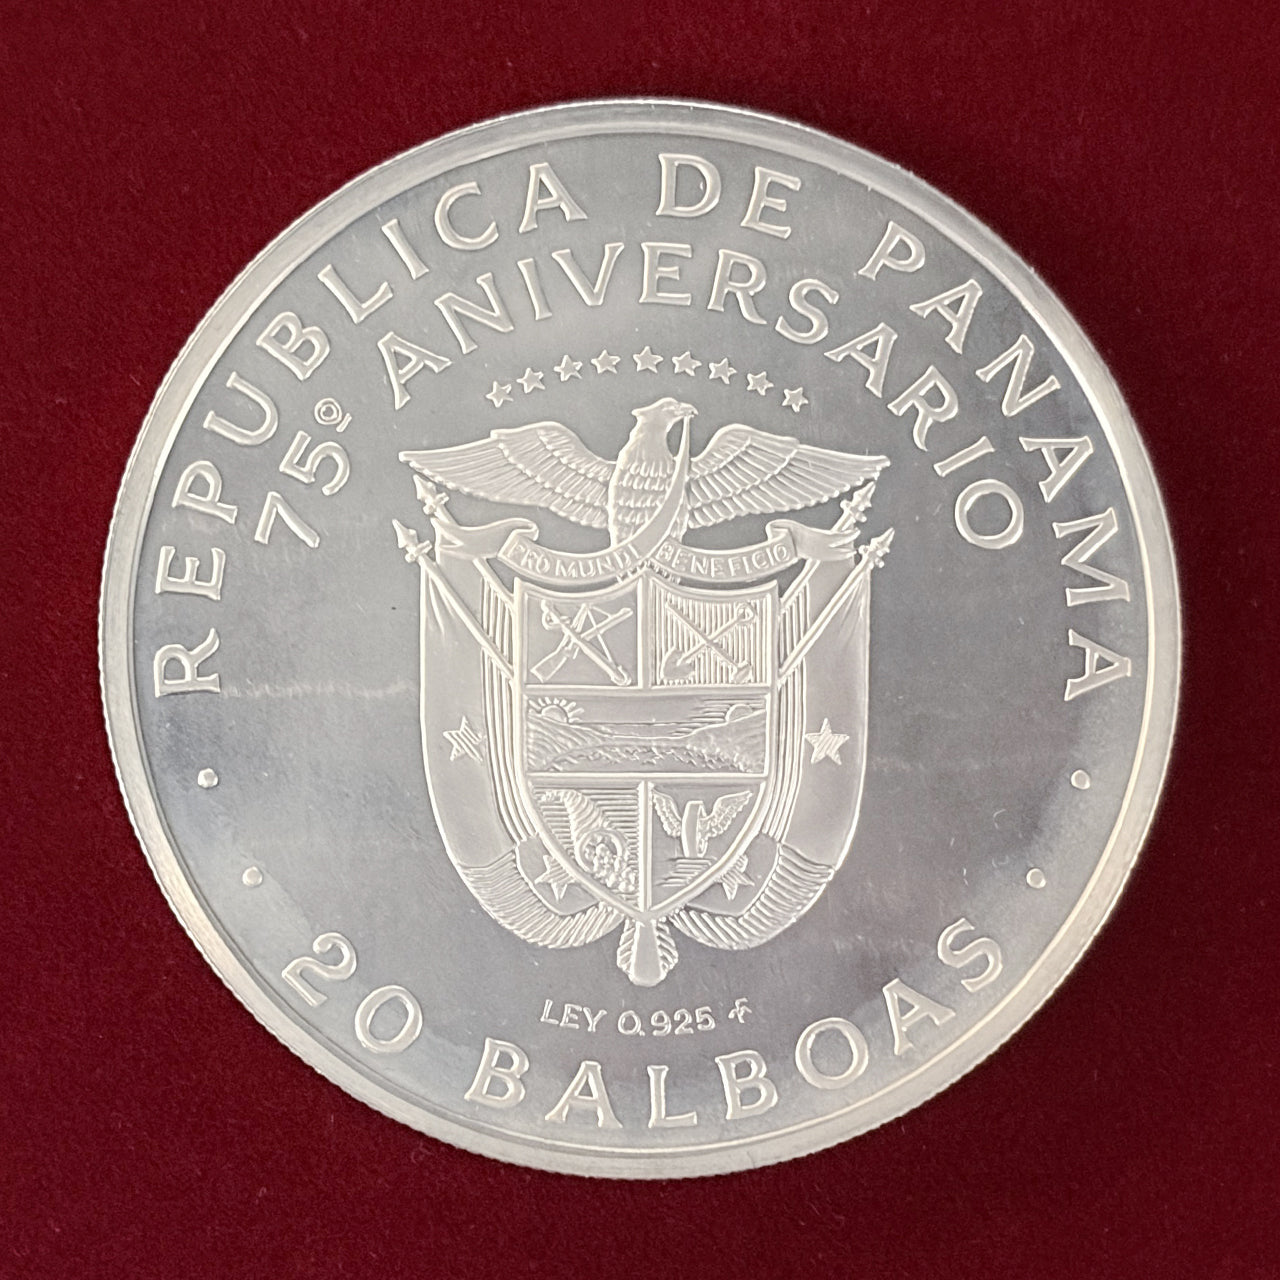 REPUBLICA DE PANAMA
75º ANIVERSARIO
PRO MUNDI BENEFICIO
LEY 0.925
20 BALBOAS